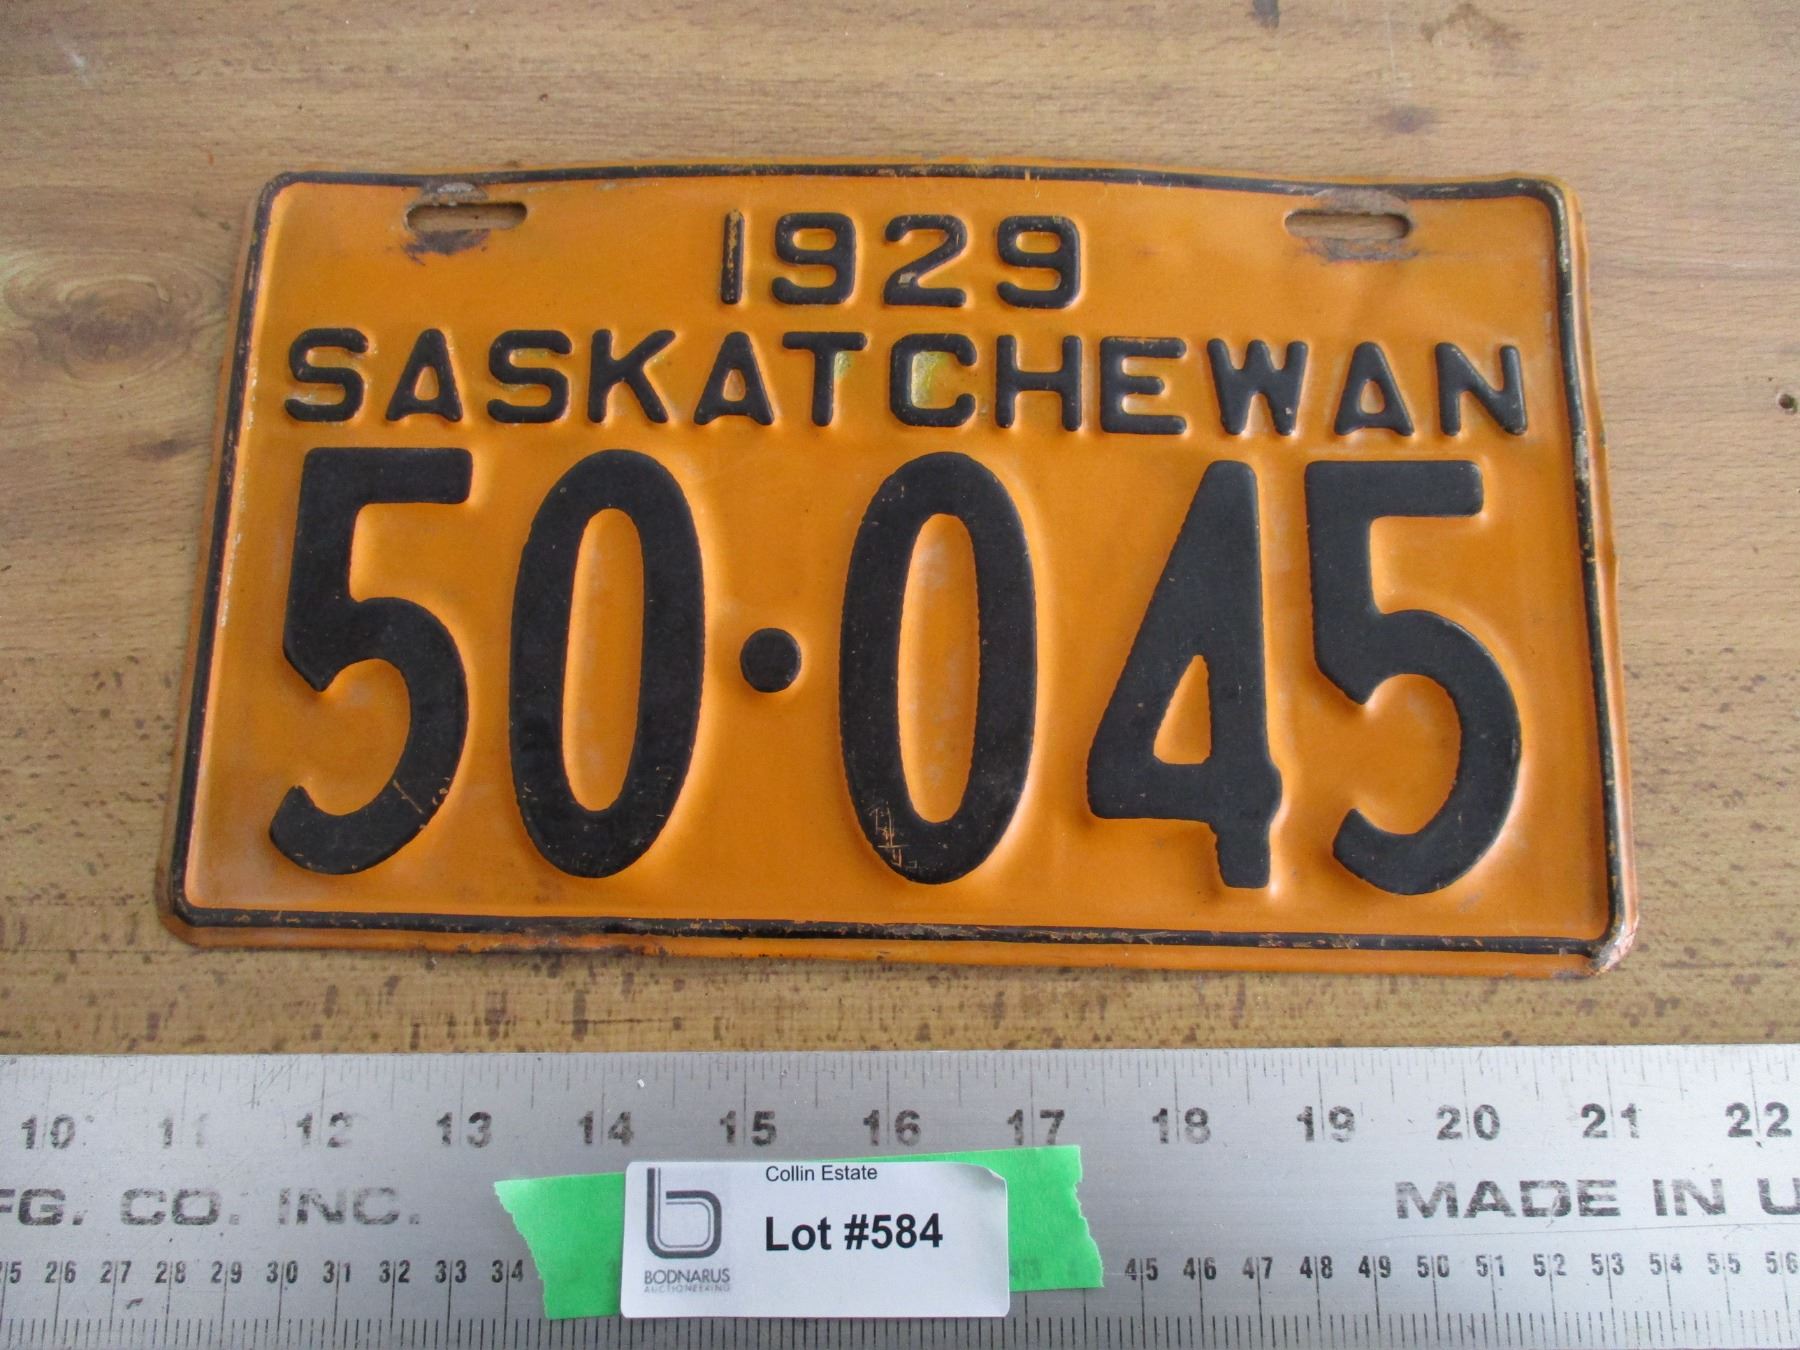 1929
SASKATCHEWAN
50·045
10 11 12 13 14 15 16 17 18 19 20 21 22
FG. CO. INC. MADE IN U
Collin Estate
Lot #584
BODNARUS
AUCTIONEERING
25 26 27 28 29 30 31 32 33 34 45 46 47 48 49 50 51 52 53 54 55 56